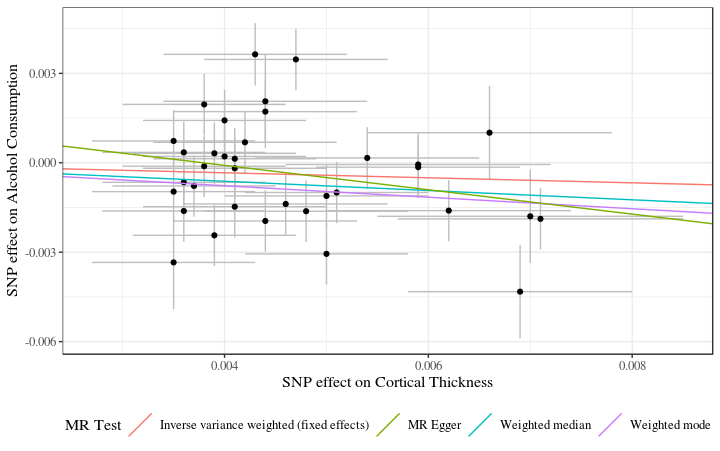 SNP effect on Alcohol Consumption
0.003
0.000
-0.003
-0.006
0.004
0.006
0.008
SNP effect on Cortical Thickness
MR Test Inverse variance weighted (fixed effects) MR Egger Weighted median Weighted mode